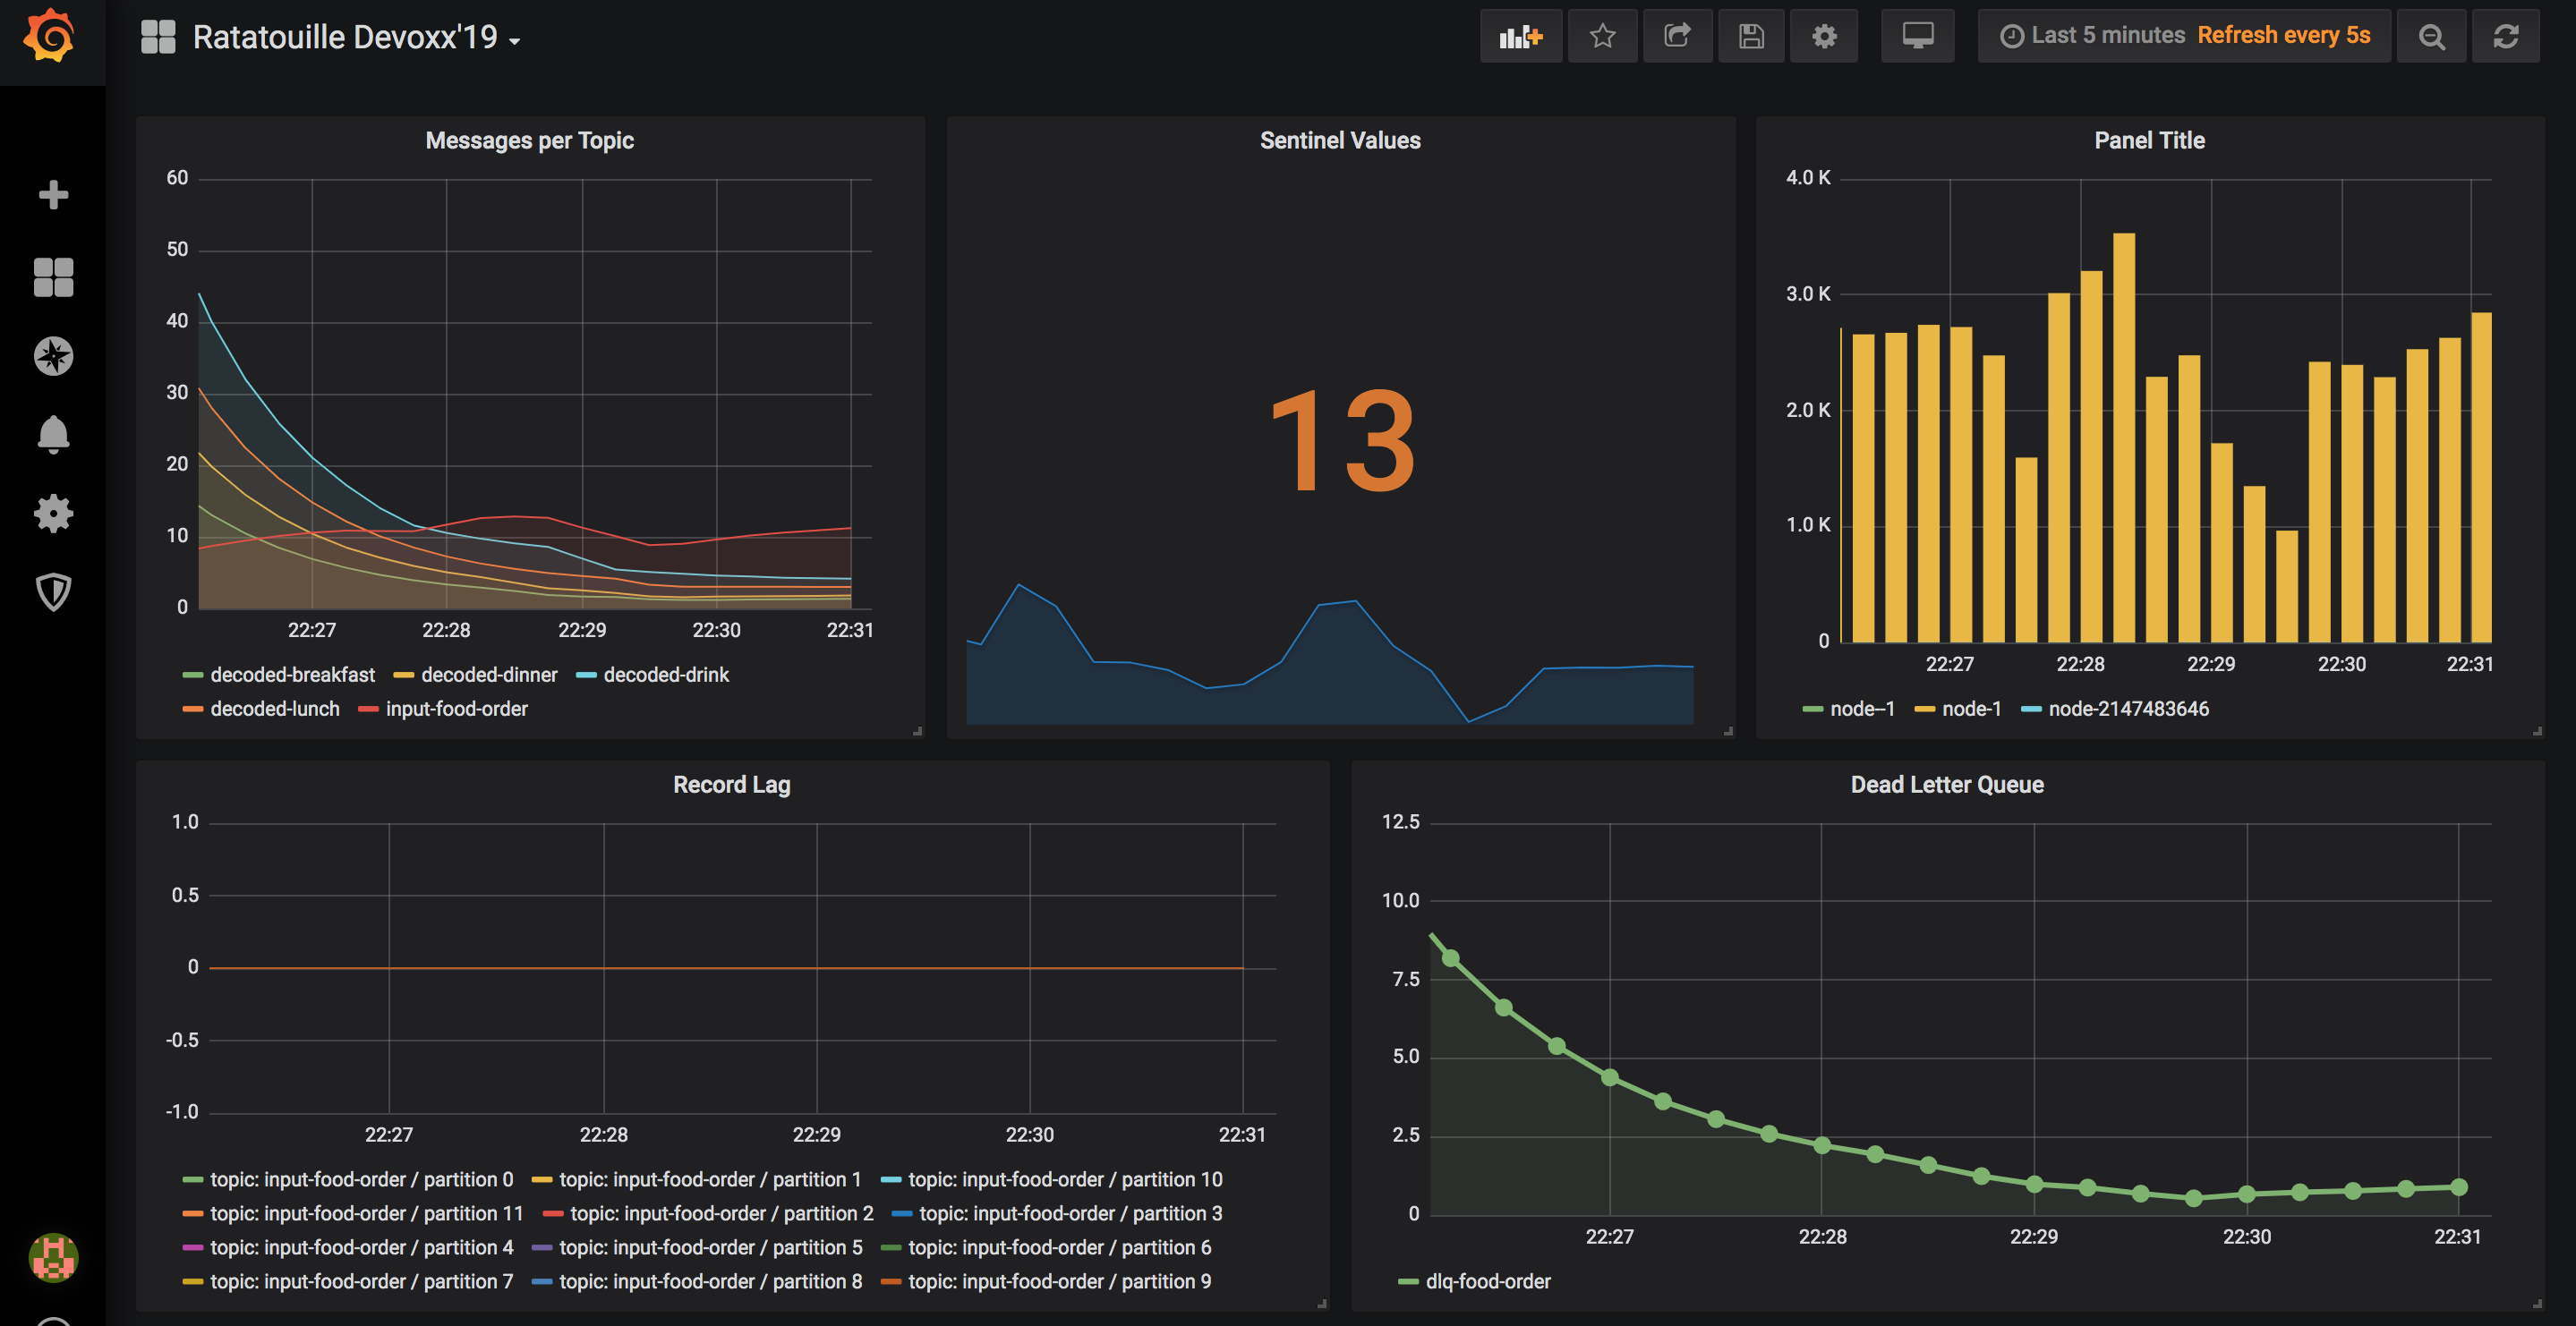 Ratatouille Devoxx'19
Last 5 minutes Refresh every 5s
Messages per Topic
60
50
40
30
20
10
0
22:27 22:28 22:29 22:30 22:31
decoded-breakfast decoded-dinner decoded-drink
decoded-lunch input-food-order
Sentinel Values
13
Panel Title
4.0 K
3.0 K
2.0 K
1.0 K
0
22:27 22:28 22:29 22:30 22:31
node--1 node-1 node-2147483646
Record Lag
1.0
0.5
0
-0.5
-1.0
22:27 22:28 22:29 22:30 22:31
topic: input-food-order / partition 0 topic: input-food-order / partition 1 topic: input-food-order / partition 10
topic: input-food-order / partition 11 topic: input-food-order / partition 2 topic: input-food-order / partition 3
topic: input-food-order / partition 4 topic: input-food-order / partition 5 topic: input-food-order / partition 6
topic: input-food-order / partition 7 topic: input-food-order / partition 8 topic: input-food-order / partition 9
Dead Letter Queue
12.5
10.0
7.5
5.0
2.5
0
22:27 22:28 22:29 22:30 22:31
dlq-food-order